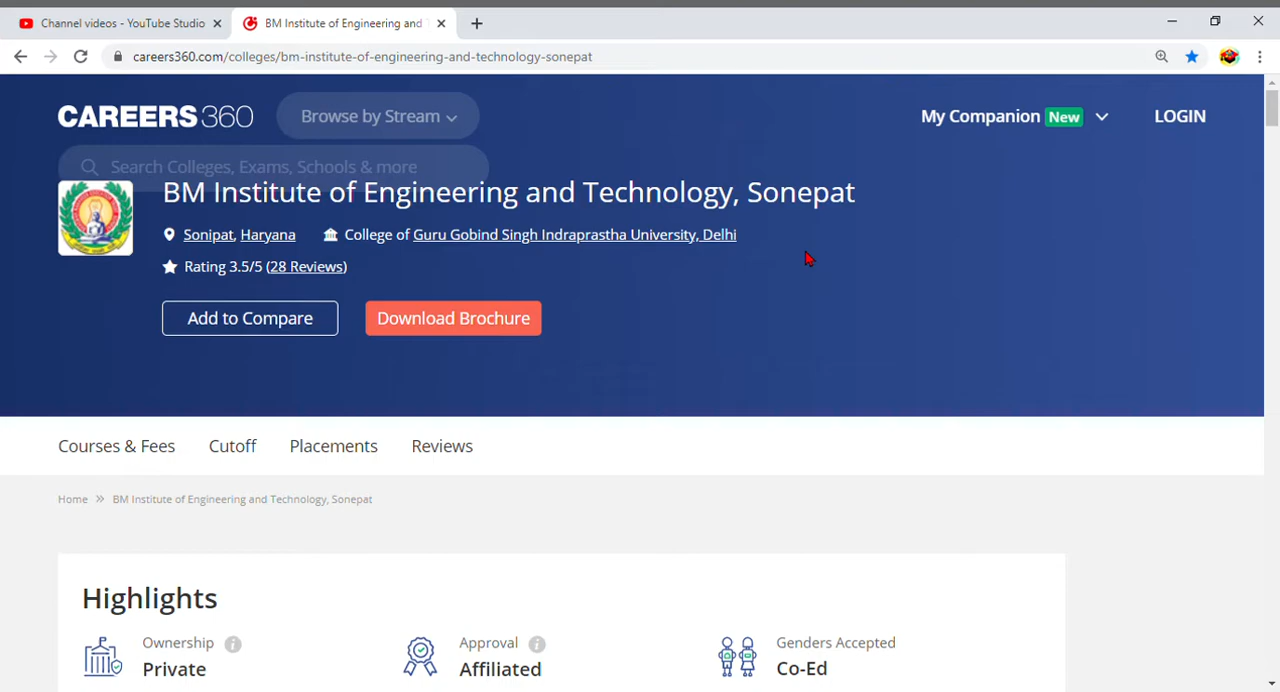 Channel videos - YouTube Studio
BM Institute of Engineering and
careers360.com/colleges/bm-institute-of-engineering-and-technology-sonepat
CAREERS360
Browse by Stream
My Companion New
LOGIN
Search Colleges, Exams, Schools & more
BM Institute of Engineering and Technology, Sonepat
Sonipat, Haryana College of Guru Gobind Singh Indraprastha University, Delhi
Rating 3.5/5 (28 Reviews)
Add to Compare Download Brochure
Courses & Fees Cutoff Placements Reviews
Home » BM Institute of Engineering and Technology, Sonepat
Highlights
Ownership Approval Genders Accepted
Private Affiliated Co-Ed